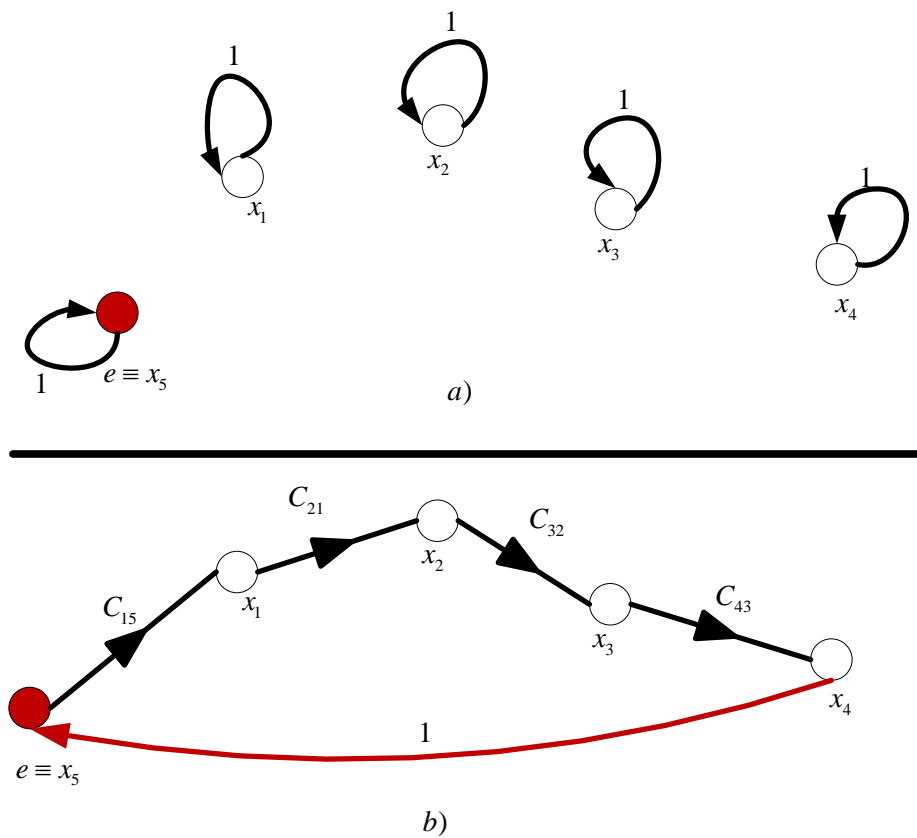 1
1
1
1
x₂
x₁
x₃
x₄
1
e ≡ x₅
a)
C₂₁
C₃₂
x₂
C₁₅
x₁
C₄₃
x₃
x₄
1
e ≡ x₅
b)